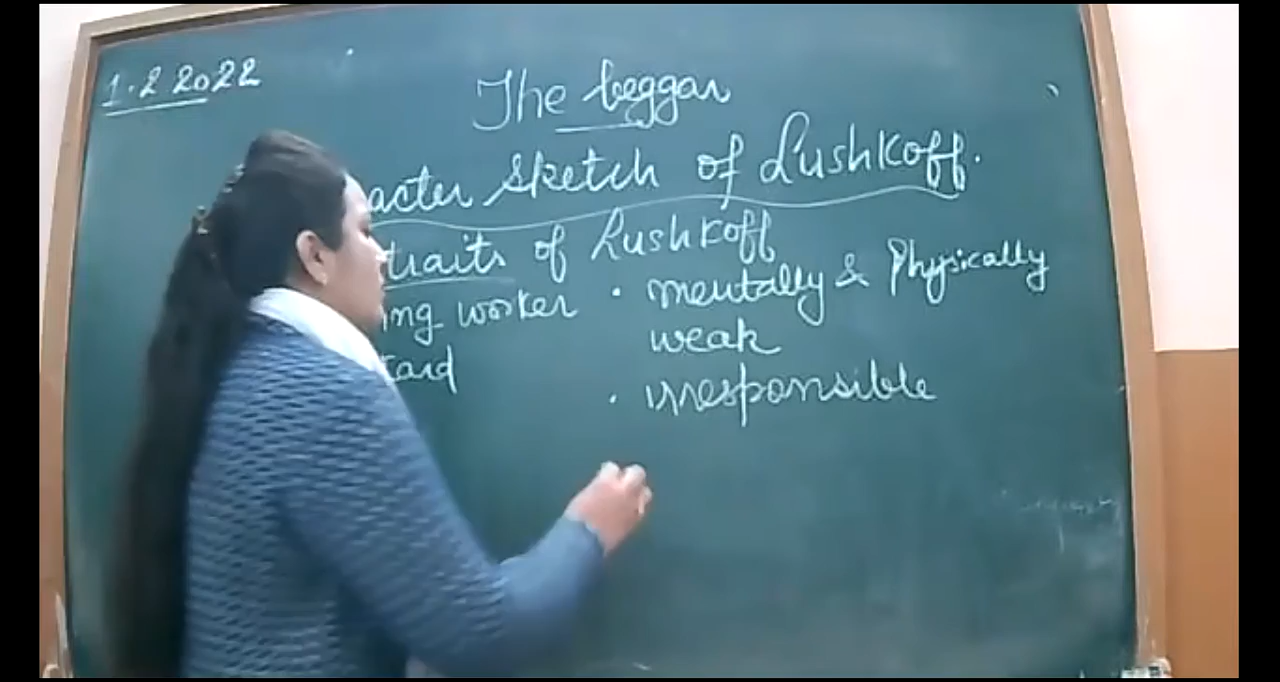 1.2 2022
The beggar
acter Sketch of Lushkoff.
traits of Lushkoff
ing worker
tard
. mentally & Physically
weak
. irresponsible